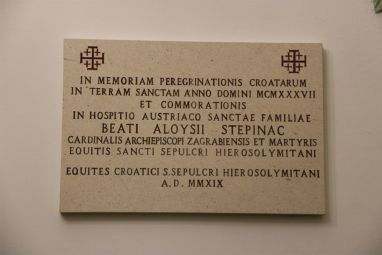 IN MEMORIAM PEREGRINATIONIS CROATARUM
IN TERRAM SANCTAM ANNO DOMINI MCMXXXVII
ET COMMORATIONIS
IN HOSPITIO AUSTRIACO SANCTAE FAMILIAE
BEATI ALOYSII STEPINAC
CARDINALIS ARCHIEPISCOPI ZAGRABIENSIS ET MARTYRIS
EQUITIS SANCTI SEPULCRI HIEROSOLYMITANI
EQUITES CROATICI S. SEPULCRI HIEROSOLYMITANI
A. D. MMXIX